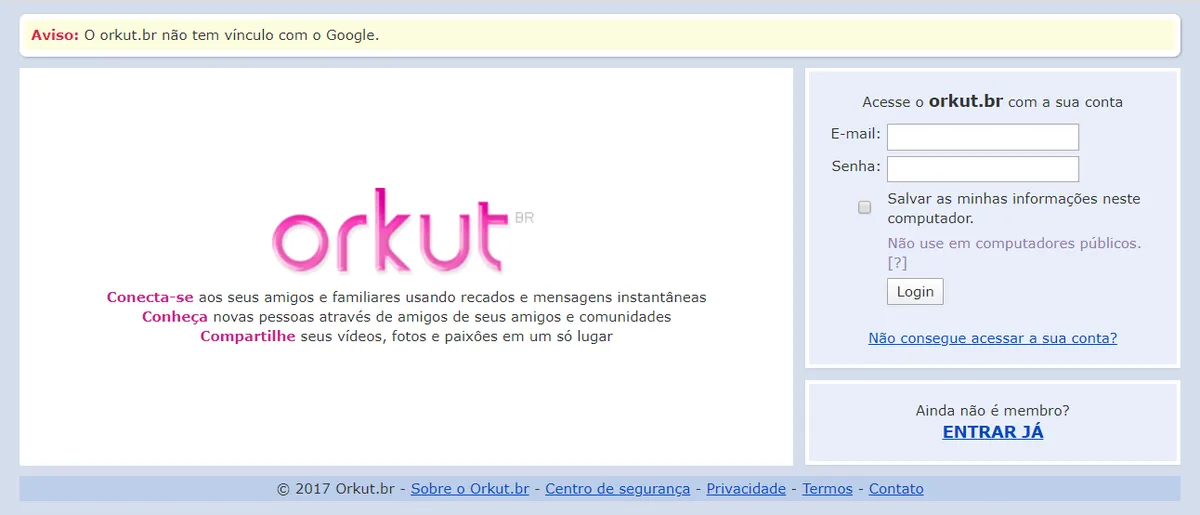 Aviso: O orkut.br não tem vínculo com o Google.
orkut BR
Conecta-se aos seus amigos e familiares usando recados e mensagens instantâneas
Conheça novas pessoas através de amigos de seus amigos e comunidades
Compartilhe seus vídeos, fotos e paixões em um só lugar
Acesse o orkut.br com a sua conta
E-mail:
Senha:
Salvar as minhas informações neste
computador.
Não use em computadores públicos.
[?]
Login
Não consegue acessar a sua conta?
Ainda não é membro?
ENTRAR JÁ
© 2017 Orkut.br - Sobre o Orkut.br - Centro de segurança - Privacidade - Termos - Contato